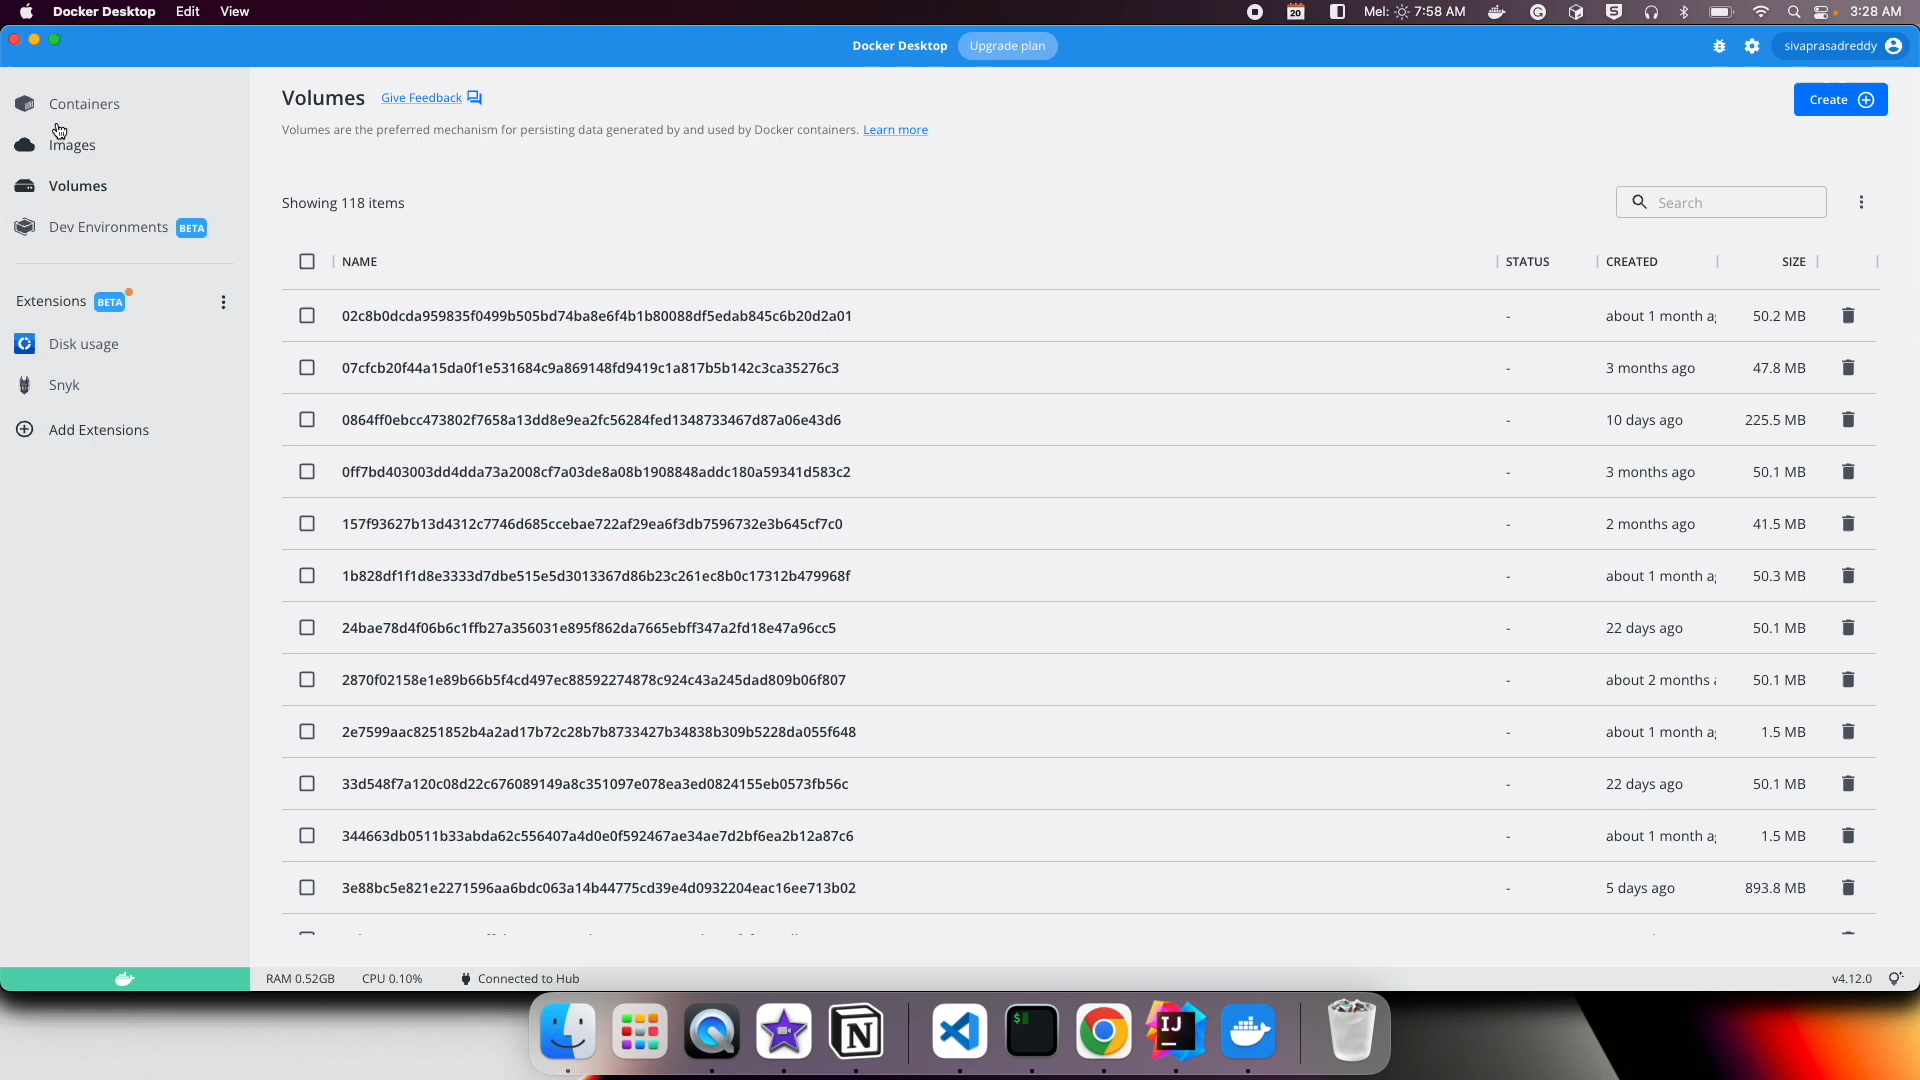 Docker Desktop Edit View
20 Mel: 7:58 AM 3:28 AM
Docker Desktop Upgrade plan sivaprasadreddy
Containers
Images
Volumes
Dev Environments BETA
Extensions BETA
Disk usage
Snyk
Add Extensions
Volumes Give Feedback
Create
Volumes are the preferred mechanism for persisting data generated by and used by Docker containers. Learn more
Showing 118 items
Search
NAME STATUS CREATED SIZE
02c8b0dcda959835f0499b505bd74ba8e6f4b1b80088df5edab845c6b20d2a01 - about 1 month a 50.2 MB
07cfcb20f44a15da0f1e531684c9a869148fd9419c1a817b5b142c3ca35276c3 - 3 months ago 47.8 MB
0864ff0ebcc473802f7658a13dd8e9ea2fc56284fed1348733467d87a06e43d6 - 10 days ago 225.5 MB
0ff7bd403003dd4dda73a2008cf7a03de8a08b1908848addc180a59341d583c2 - 3 months ago 50.1 MB
157f93627b13d4312c7746d685ccebae722af29ea6f3db7596732e3b645cf7c0 - 2 months ago 41.5 MB
1b828df1f1d8e3333d7dbe515e5d3013367d86b23c261ec8b0c17312b479968f - about 1 month a 50.3 MB
24bae78d4f06b6c1ffb27a356031e895f862da7665ebff347a2fd18e47a96cc5 - 22 days ago 50.1 MB
2870f02158e1e89b66b5f4cd497ec88592274878c924c43a245dad809b06f807 - about 2 months 50.1 MB
2e7599aac8251852b4a2ad17b72c28b7b8733427b34838b309b5228da055f648 - about 1 month a 1.5 MB
33d548f7a120c08d22c676089149a8c351097e078ea3ed0824155eb0573fb56c - 22 days ago 50.1 MB
344663db0511b33abda62c556407a4d0e0f592467ae34ae7d2bf6ea2b12a87c6 - about 1 month a 1.5 MB
3e88bc5e821e2271596aa6bdc063a14b44775cd39e4d0932204eac16ee713b02 - 5 days ago 893.8 MB
RAM 0.52GB CPU 0.10% Connected to Hub v4.12.0
$ IJ